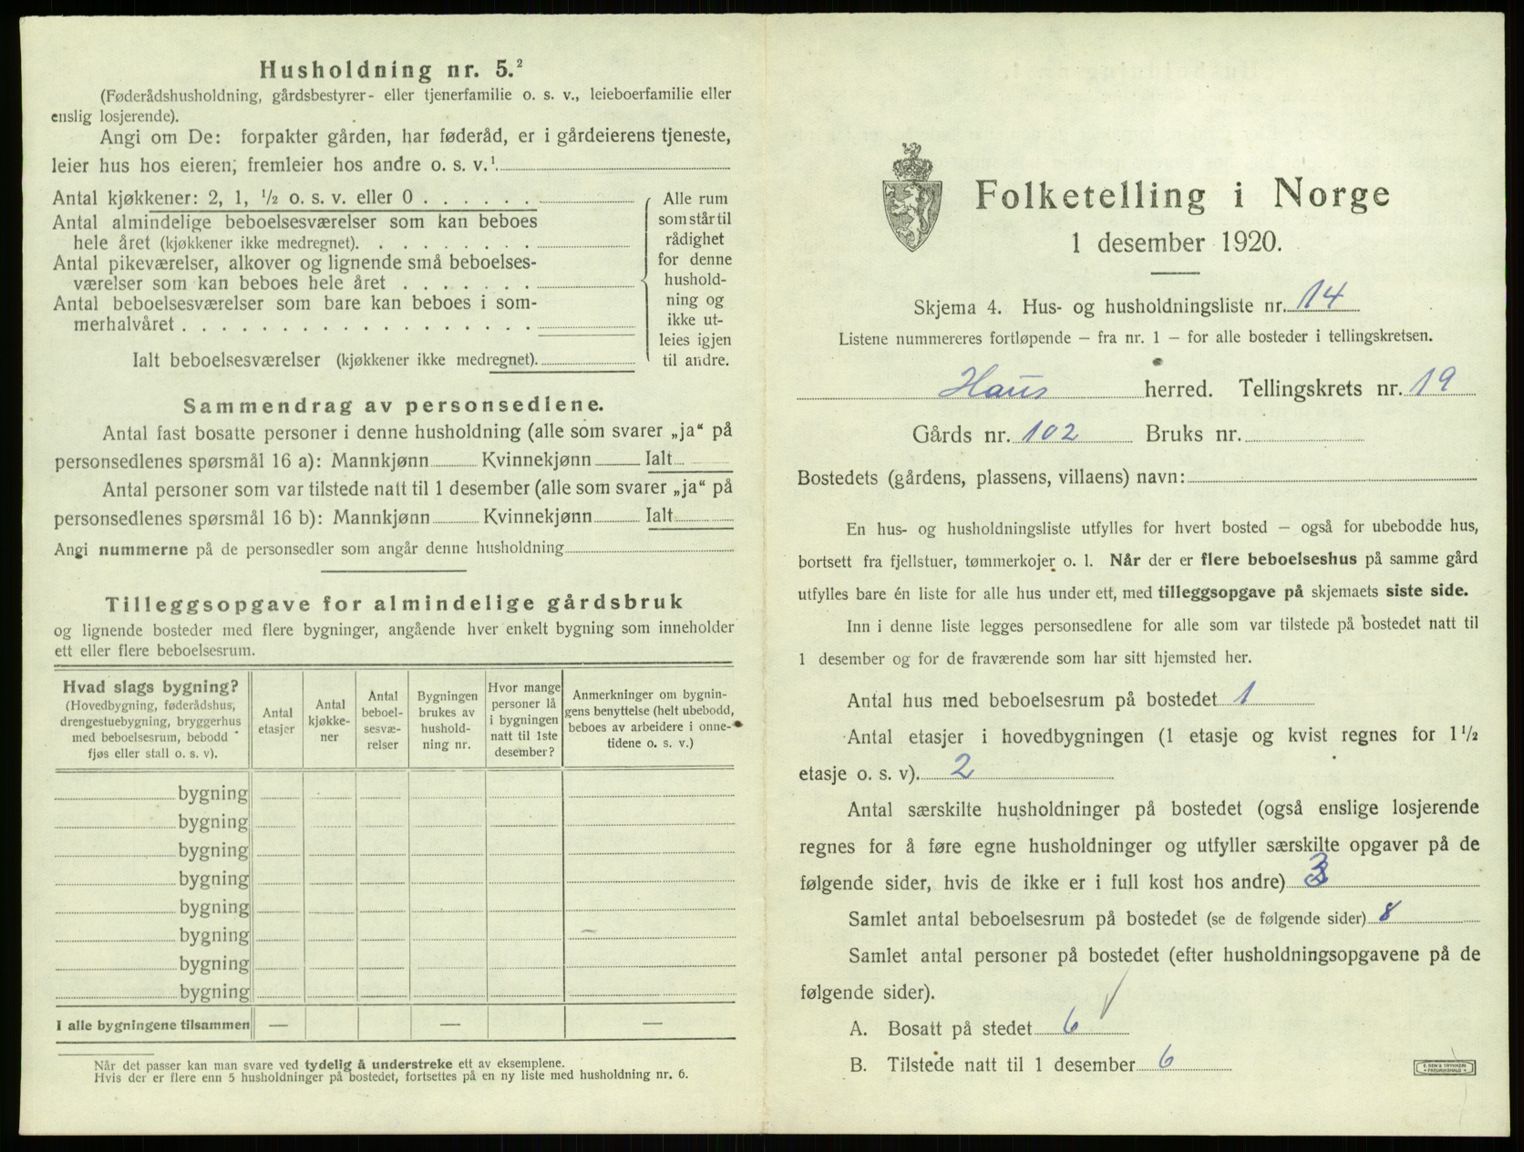 Husholdning nr. 5.²
(Føderådshusholdning, gårdsbestyrer- eller tjenerfamilie o. s. v., leieboerfamilie eller
enslig losjerende).
Angi om De: forpakter gården, har føderåd, er i gårdeierens tjeneste,
leier hus hos eieren, fremleier hos andre o. s. v.¹
Antal kjøkkener: 2, 1, ½ o. s. v. eller 0 . . . . . .
Antal almindelige beboelsesværelser som kan beboes
hele året (kjøkkener ikke medregnet). . . . . . . . .
Antal pikeværelser, alkover og lignende små beboelses-
værelser som kan beboes hele året . . . . . . .
Antal beboelsesværelser som bare kan beboes i som-
merhalvåret . . . . . . . . . . . . . . . . . .
Ialt beboelsesværelser (kjøkkener ikke medregnet).
Alle rum
som står til
rådighet
for denne
hushold-
ning og
ikke ut-
leies igjen
til andre.
Sammendrag av personsedlene.
Antal fast bosatte personer i denne husholdning (alle som svarer „ja“ på
personsedlenes spørsmål 16 a): Mannkjønn Kvinnekjønn Ialt
Antal personer som var tilstede natt til 1 desember (alle som svarer „ja“ på
personsedlenes spørsmål 16 b): Mannkjønn Kvinnekjønn Ialt
Angi nummerne på de personsedler som angår denne husholdning
Tilleggsopgave for almindelige gårdsbruk
og lignende bosteder med flere bygninger, angående hver enkelt bygning som inneholder
ett eller flere beboelsesrum.
Hvad slags bygning?
(Hovedbygning, føderådshus,
drengestuebygning, bryggerhus
med beboelsesrum, bebodd
fjøs eller stall o. s. v).
Antal
etasjer
Antal
kjøkke-
ner
Antal
beboel-
sesvæ-
relser
Bygningen
brukes av
hushold-
ning nr.
Hvor mange
personer lå
i bygningen
natt til 1ste
desember?
Anmerkninger om bygnin-
gens benyttelse (helt ubebodd,
beboes av arbeidere i onne-
tidene o. s. v.)
bygning
bygning
bygning
bygning
bygning
bygning
bygning
bygning
I alle bygningene tilsammen — — —
Når det passer kan man svare ved tydelig å understreke ett av eksemplene.
Hvis der er flere enn 5 husholdninger på bostedet, fortsettes på en ny liste med husholdning nr. 6.
Folketelling i Norge
1 desember 1920.
Skjema 4. Hus- og husholdningsliste nr. 14
Listene nummereres fortløpende – fra nr. 1 – for alle bosteder i tellingskretsen.
Haus herred. Tellingskrets nr. 19
Gårds nr. 102 Bruks nr.
Bostedets (gårdens, plassens, villaens) navn:
En hus- og husholdningsliste utfylles for hvert bosted – også for ubebodde hus,
bortsett fra fjellstuer, tømmerkojer o. l. Når der er flere beboelseshus på samme gård
utfylles bare én liste for alle hus under ett, med tilleggsopgave på skjemaets siste side.
Inn i denne liste legges personsedlene for alle som var tilstede på bostedet natt til
1 desember og for de fraværende som har sitt hjemsted her.
Antal hus med beboelsesrum på bostedet 1
Antal etasjer i hovedbygningen (1 etasje og kvist regnes for 1½
etasje o. s. v). 2
Antal særskilte husholdninger på bostedet (også enslige losjerende
regnes for å føre egne husholdninger og utfyller særskilte opgaver på de
følgende sider, hvis de ikke er i full kost hos andre) 3
Samlet antal beboelsesrum på bostedet (se de følgende sider) 8
Samlet antal personer på bostedet (efter husholdningsopgavene på de
følgende sider).
A. Bosatt på stedet 6
B. Tilstede natt til 1 desember 6